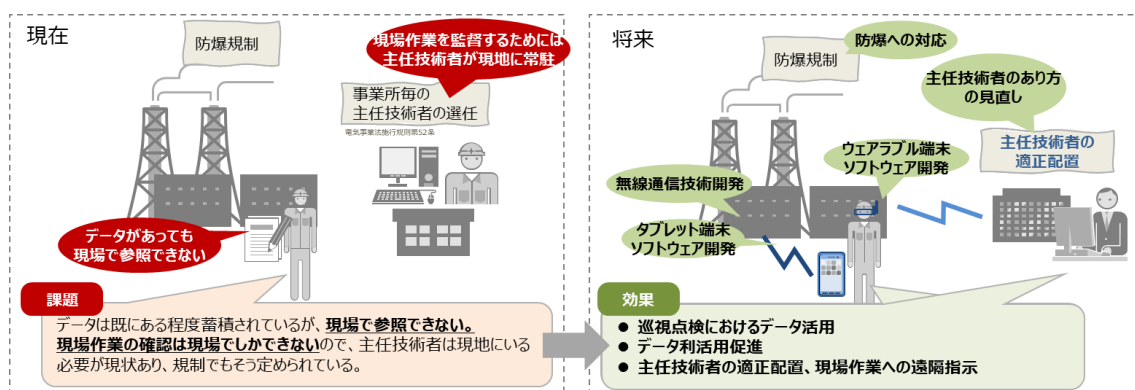 現在
防爆規制
現場作業を監督するためには
主任技術者が現地に常駐
事業所毎の
主任技術者の選任
電気事業法施行規則第52条
データがあっても
現場で参照できない
課題
データは既にある程度蓄積されているが、現場で参照できない。
現場作業の確認は現場でしかできないので、主任技術者は現地にいる
必要が現状あり、規制でもそう定められている。
将来
防爆規制
防爆への対応
主任技術者のあり方
の見直し
主任技術者の
適正配置
ウェアラブル端末
ソフトウェア開発
無線通信技術開発
タブレット端末
ソフトウェア開発
効果
● 巡視点検におけるデータ活用
● データ利活用促進
● 主任技術者の適正配置、現場作業への遠隔指示